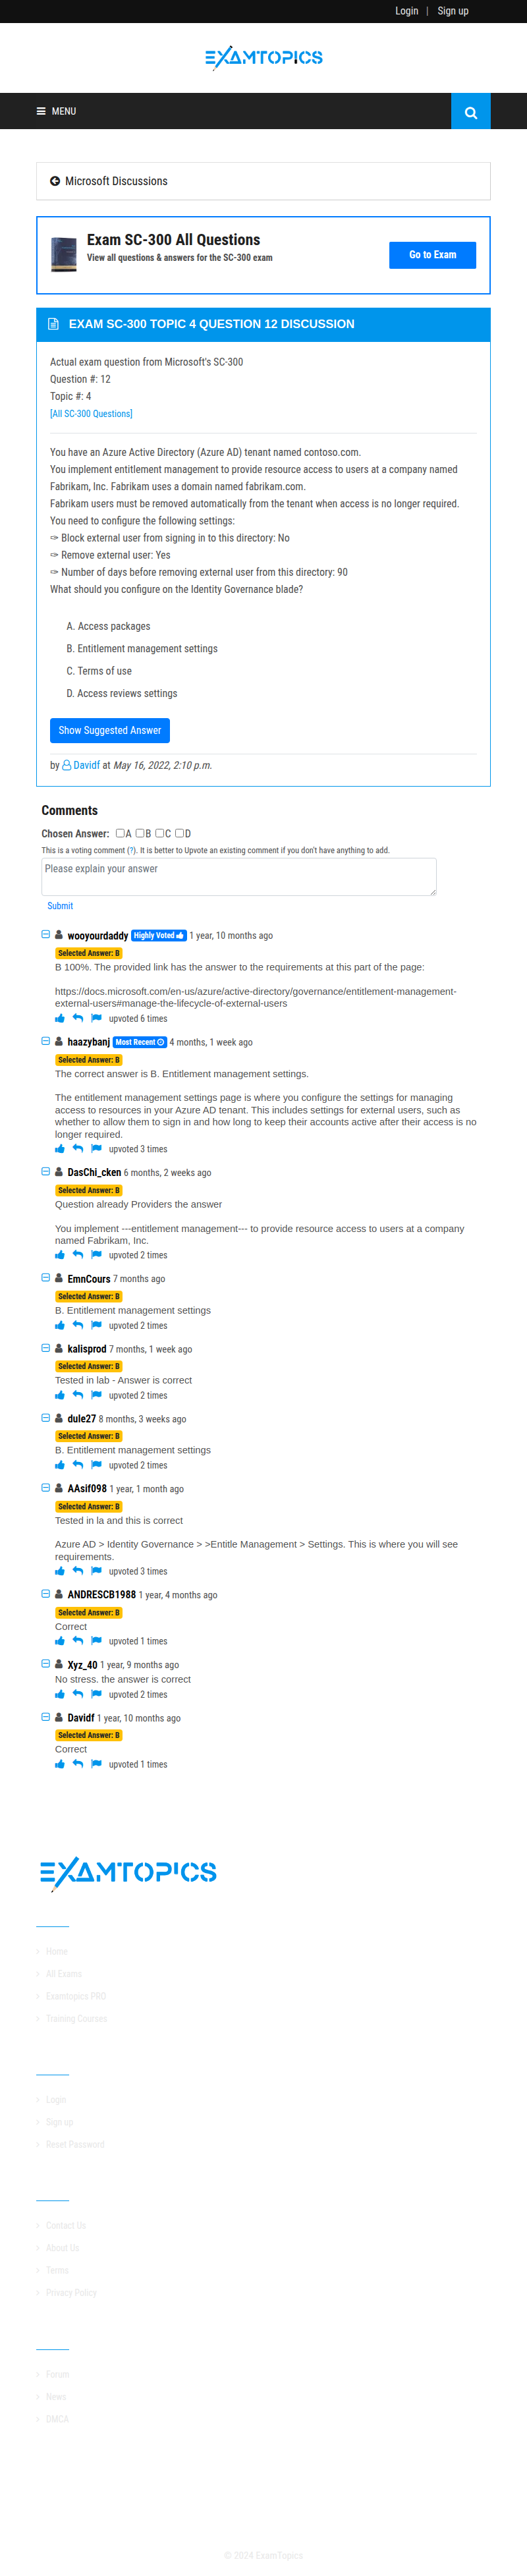 Login | Sign up
EXAMTOPICS
MENU
Microsoft Discussions
Exam SC-300 All Questions
View all questions & answers for the SC-300 exam
Go to Exam
EXAM SC-300 TOPIC 4 QUESTION 12 DISCUSSION
Actual exam question from Microsoft's SC-300
Question #: 12
Topic #: 4
[All SC-300 Questions]
You have an Azure Active Directory (Azure AD) tenant named contoso.com.
You implement entitlement management to provide resource access to users at a company named
Fabrikam, Inc. Fabrikam uses a domain named fabrikam.com.
Fabrikam users must be removed automatically from the tenant when access is no longer required.
You need to configure the following settings:
✑ Block external user from signing in to this directory: No
✑ Remove external user: Yes
✑ Number of days before removing external user from this directory: 90
What should you configure on the Identity Governance blade?
A. Access packages
B. Entitlement management settings
C. Terms of use
D. Access reviews settings
Show Suggested Answer
by Davidf at May 16, 2022, 2:10 p.m.
Comments
Chosen Answer: A B C D
This is a voting comment (?). It is better to Upvote an existing comment if you don't have anything to add.
Please explain your answer
Submit
wooyourdaddy Highly Voted 1 year, 10 months ago
Selected Answer: B
B 100%. The provided link has the answer to the requirements at this part of the page:
https://docs.microsoft.com/en-us/azure/active-directory/governance/entitlement-management-
external-users#manage-the-lifecycle-of-external-users
upvoted 6 times
haazybanj Most Recent 4 months, 1 week ago
Selected Answer: B
The correct answer is B. Entitlement management settings.
The entitlement management settings page is where you configure the settings for managing
access to resources in your Azure AD tenant. This includes settings for external users, such as
whether to allow them to sign in and how long to keep their accounts active after their access is no
longer required.
upvoted 3 times
DasChi_cken 6 months, 2 weeks ago
Selected Answer: B
Question already Providers the answer
You implement ---entitlement management--- to provide resource access to users at a company
named Fabrikam, Inc.
upvoted 2 times
EmnCours 7 months ago
Selected Answer: B
B. Entitlement management settings
upvoted 2 times
kalisprod 7 months, 1 week ago
Selected Answer: B
Tested in lab - Answer is correct
upvoted 2 times
dule27 8 months, 3 weeks ago
Selected Answer: B
B. Entitlement management settings
upvoted 2 times
AAsif098 1 year, 1 month ago
Selected Answer: B
Tested in la and this is correct
Azure AD > Identity Governance > >Entitle Management > Settings. This is where you will see
requirements.
upvoted 3 times
ANDRESCB1988 1 year, 4 months ago
Selected Answer: B
Correct
upvoted 1 times
Xyz_40 1 year, 9 months ago
No stress. the answer is correct
upvoted 2 times
Davidf 1 year, 10 months ago
Selected Answer: B
Correct
upvoted 1 times
EXAMTOPICS
Home
All Exams
Examtopics PRO
Training Courses
Login
Sign up
Reset Password
Contact Us
About Us
Terms
Privacy Policy
Forum
News
DMCA
© 2024 ExamTopics